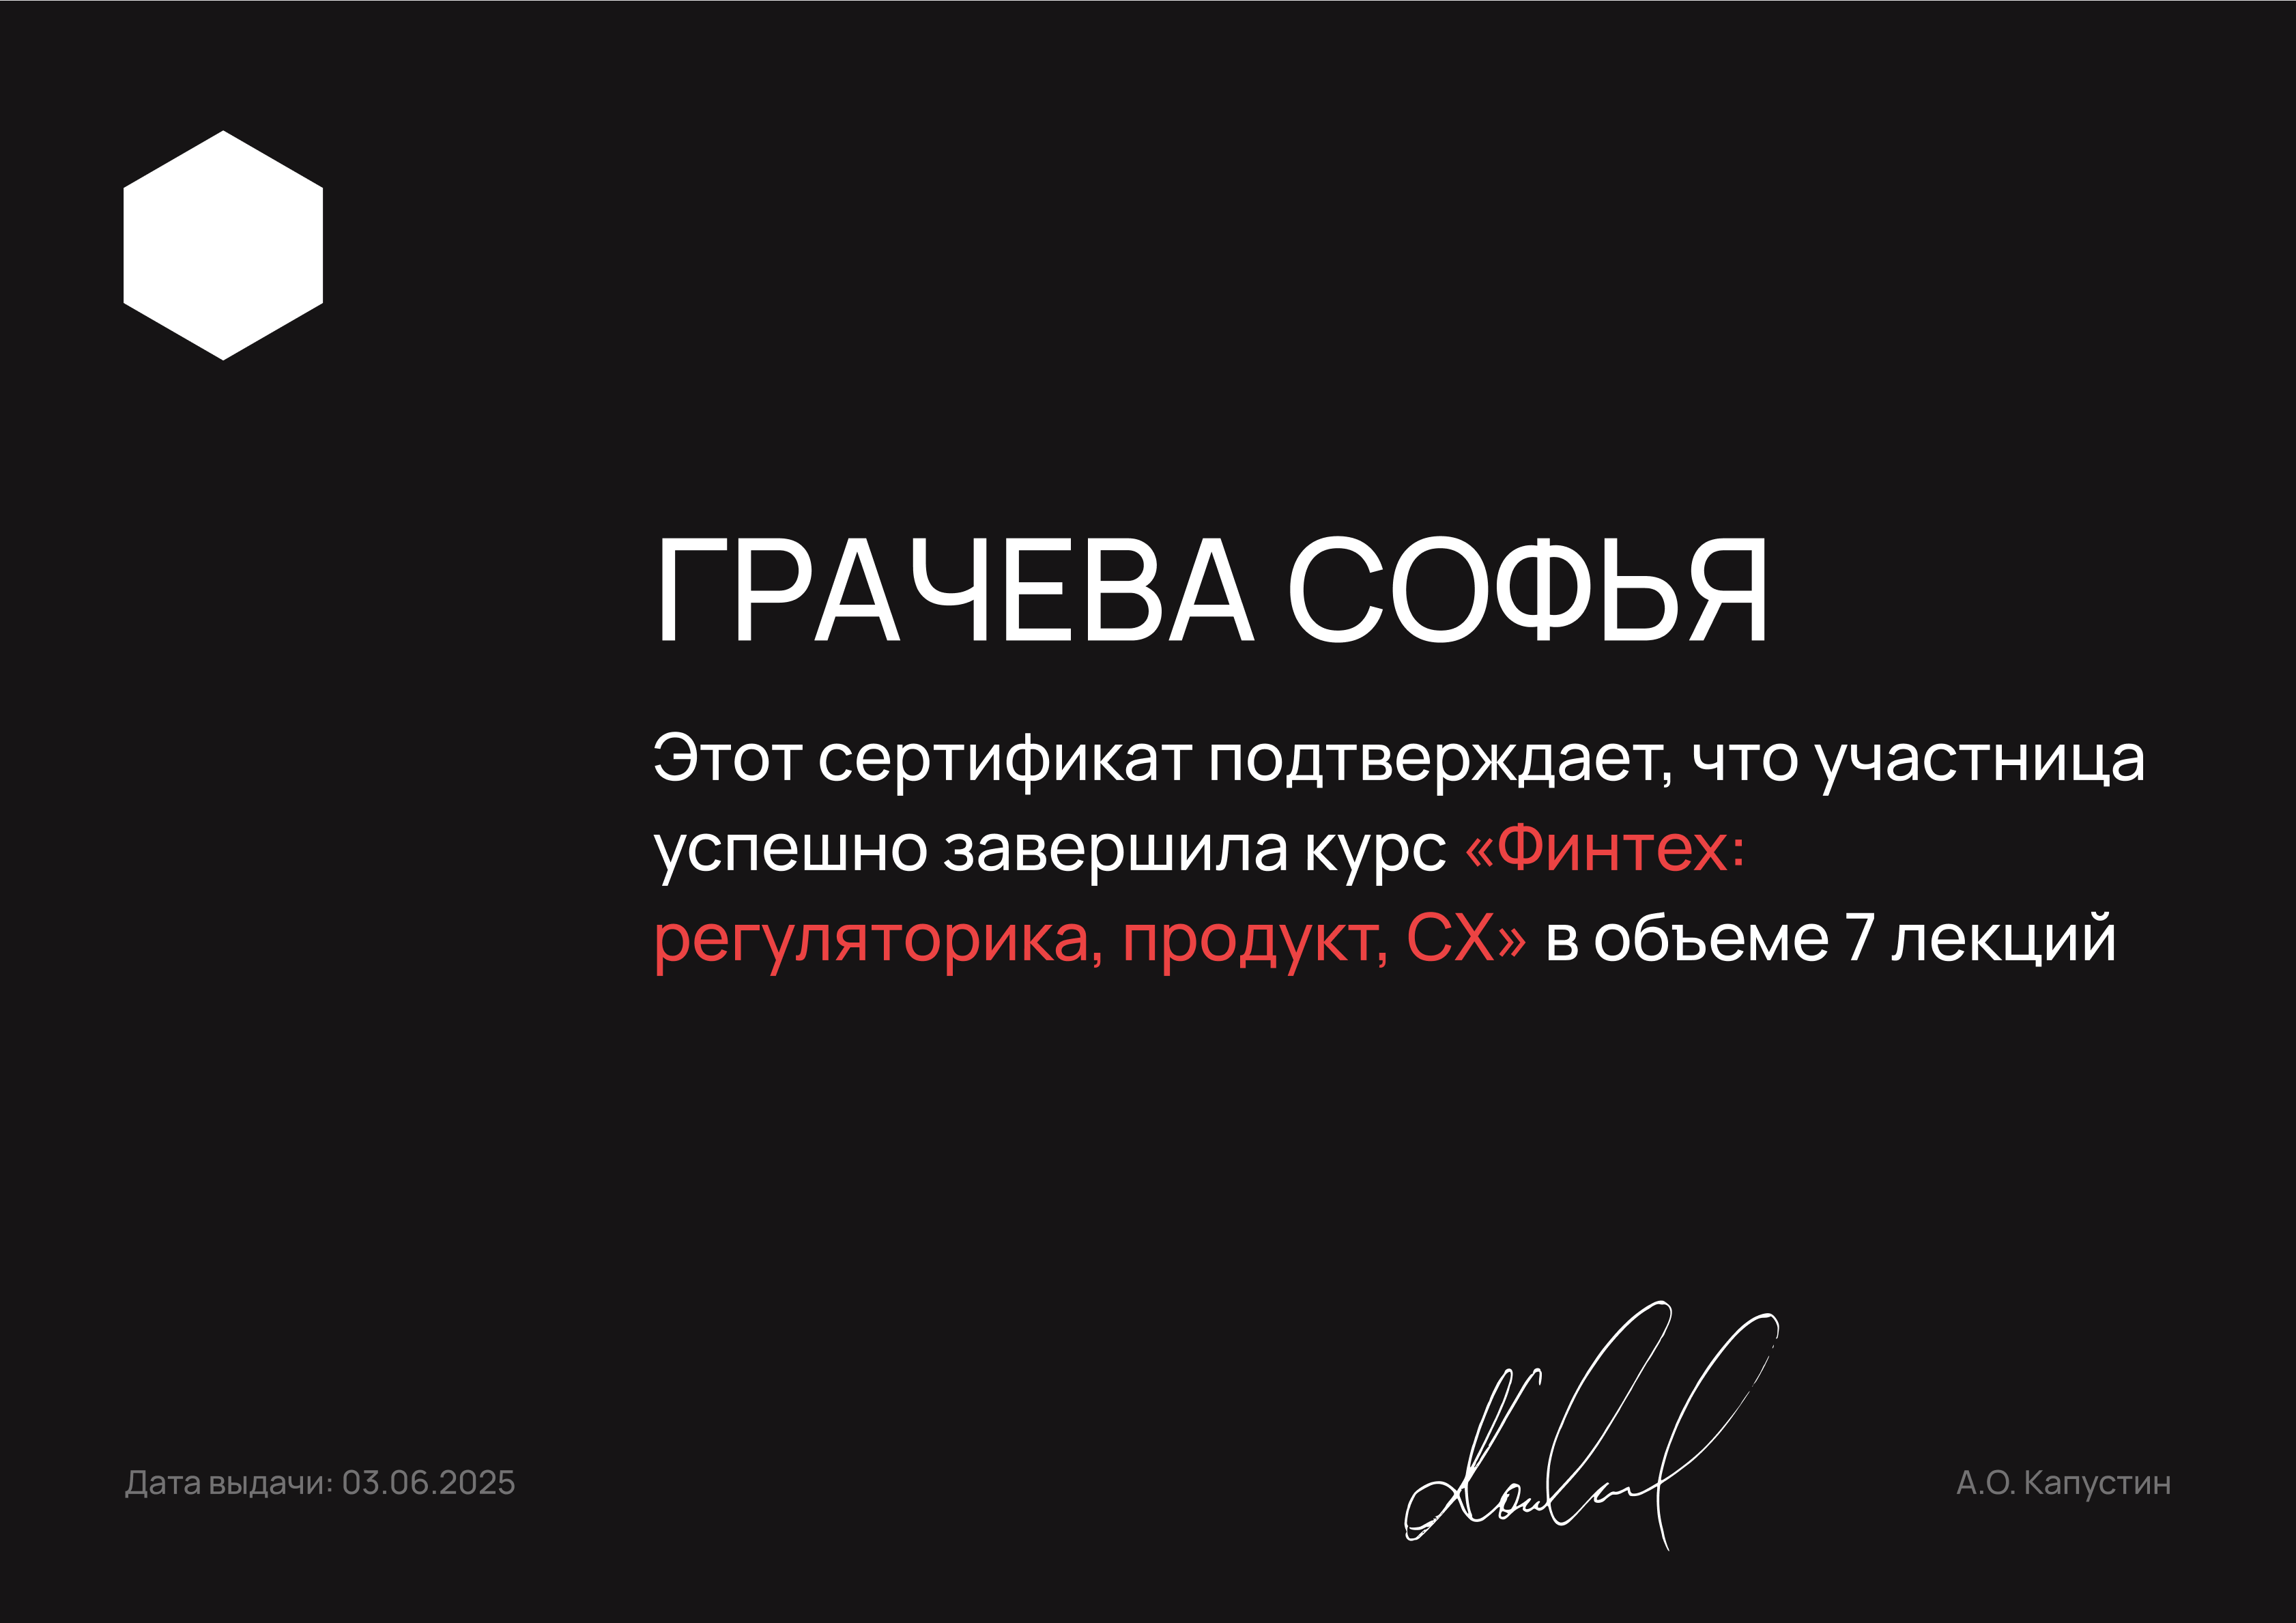 ГРАЧЕВА СОФЬЯ
Этот сертификат подтверждает, что участница
успешно завершила курс «Финтех:
регуляторика, продукт, CX» в объеме 7 лекций
Дата выдачи: 03.06.2025
А.О. Капустин